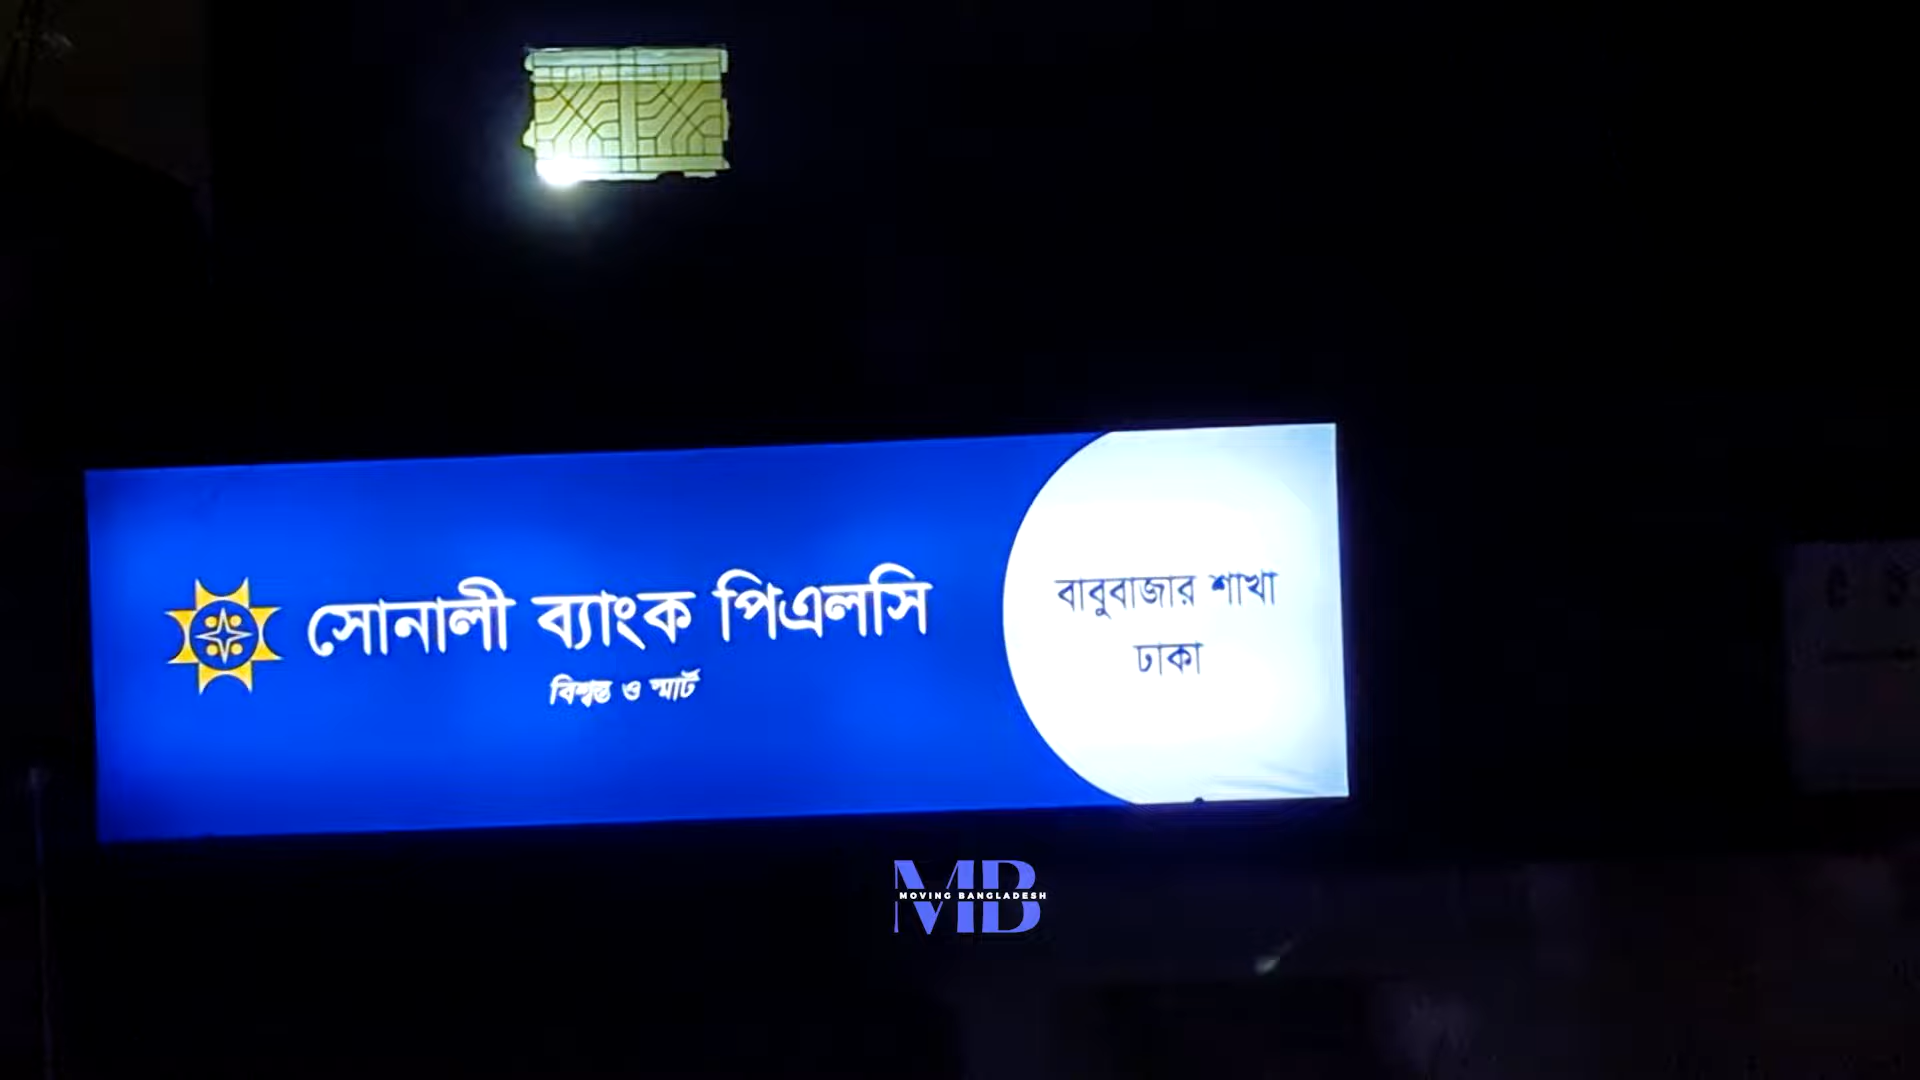 সোনালী ব্যাংক পিএলসি
বিশ্বস্ত ও স্মার্ট
বাবুবাজার শাখা
ঢাকা
MB
MOVING BANGLADESH